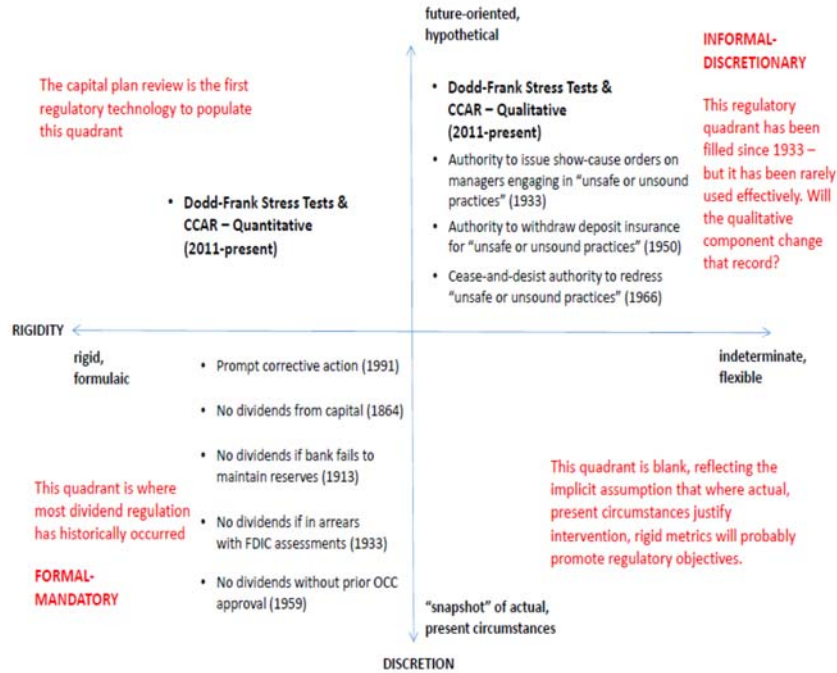 future-oriented,
hypothetical
INFORMAL-
DISCRETIONARY
The capital plan review is the first
regulatory technology to populate
this quadrant
• Dodd-Frank Stress Tests &
CCAR – Qualitative
(2011-present)
• Authority to issue show-cause orders on
managers engaging in “unsafe or unsound
practices” (1933)
• Authority to withdraw deposit insurance
for “unsafe or unsound practices” (1950)
• Cease-and-desist authority to redress
“unsafe or unsound practices” (1966)
This regulatory
quadrant has been
filled since 1933 –
but it has been rarely
used effectively. Will
the qualitative
component change
that record?
• Dodd-Frank Stress Tests &
CCAR – Quantitative
(2011-present)
RIGIDITY
rigid,
formulaic
indeterminate,
flexible
• Prompt corrective action (1991)
• No dividends from capital (1864)
• No dividends if bank fails to
maintain reserves (1913)
• No dividends if in arrears
with FDIC assessments (1933)
• No dividends without prior OCC
approval (1959)
This quadrant is where
most dividend regulation
has historically occurred
FORMAL-
MANDATORY
This quadrant is blank, reflecting the
implicit assumption that where actual,
present circumstances justify
intervention, rigid metrics will probably
promote regulatory objectives.
“snapshot” of actual,
present circumstances
DISCRETION